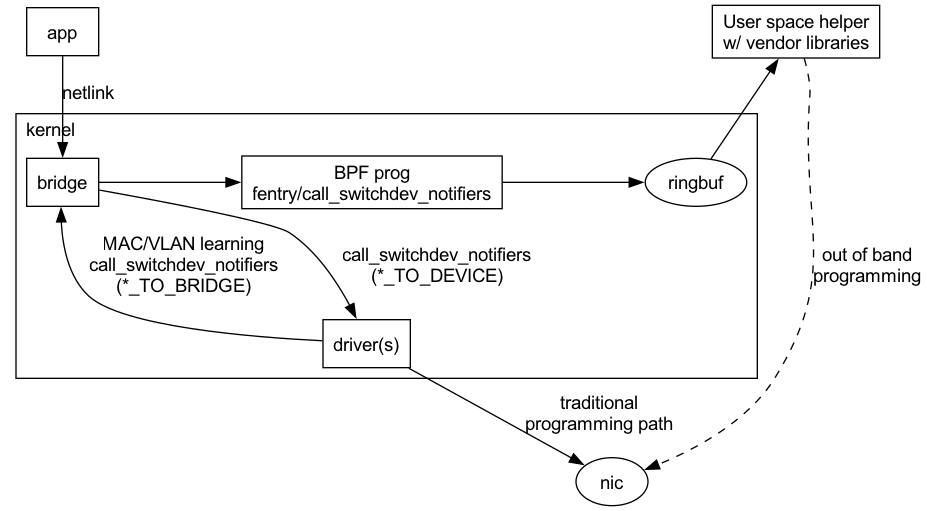 app
User space helper
w/ vendor libraries
netlink
kernel
bridge
BPF prog
fentry/call_switchdev_notifiers
ringbuf
MAC/VLAN learning
call_switchdev_notifiers
(*_TO_BRIDGE)
call_switchdev_notifiers
(*_TO_DEVICE)
out of band
programming
driver(s)
traditional
programming path
nic